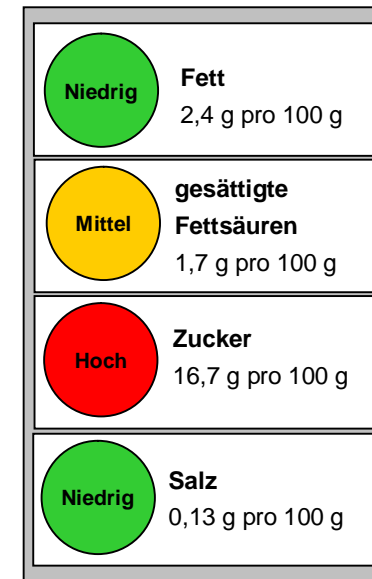 Niedrig
Fett
2,4 g pro 100 g
Mittel
gesättigte
Fettsäuren
1,7 g pro 100 g
Hoch
Zucker
16,7 g pro 100 g
Niedrig
Salz
0,13 g pro 100 g